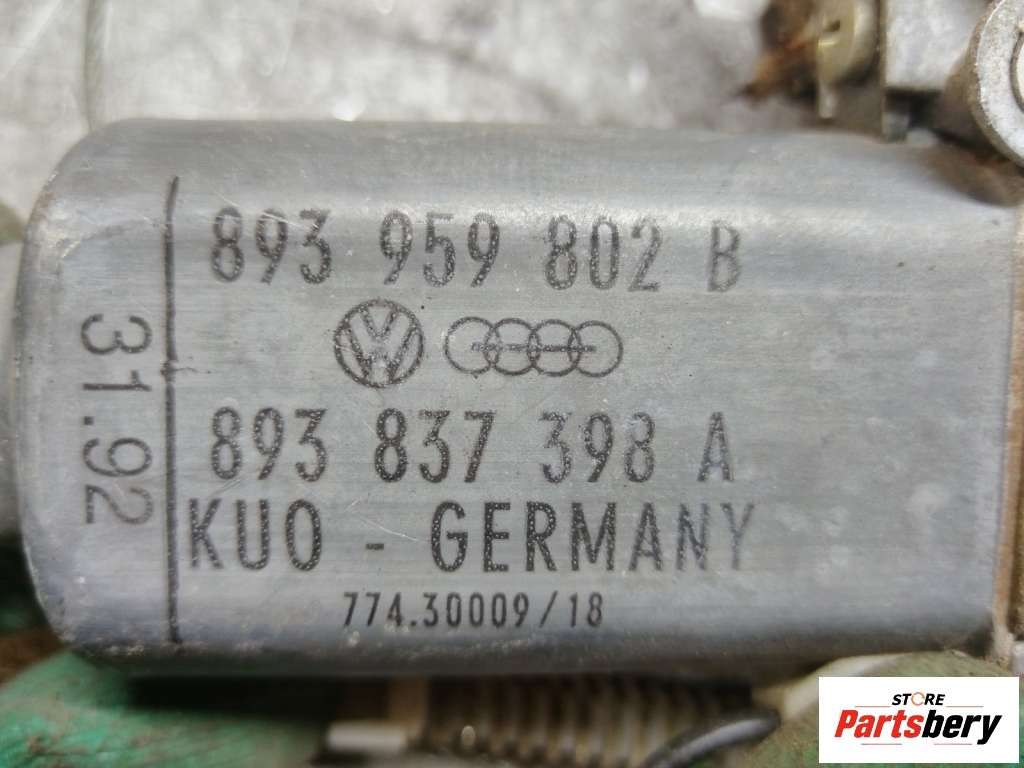 893 959 802 B
893 837 398 A
KUO - GERMANY
774.30009/18
31.92
STORE
Partsbery